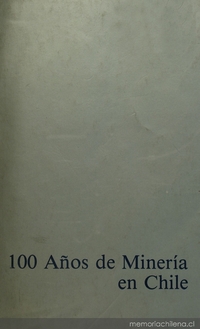 100 Años de Minería
en Chile
memoriachilena.cl